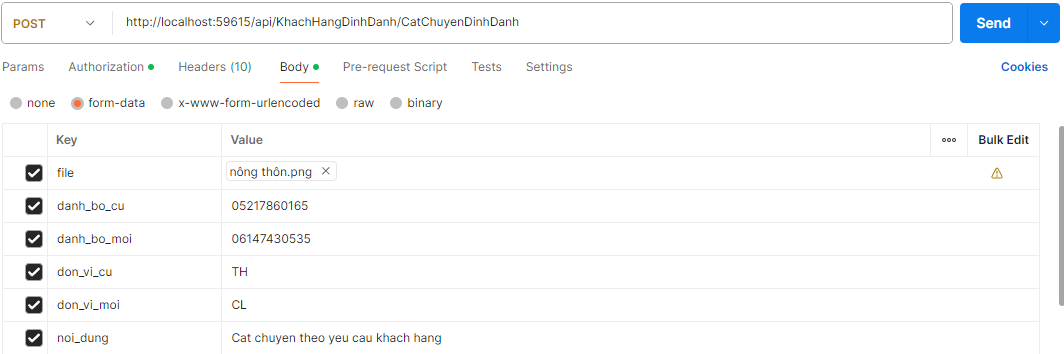 POST http://localhost:59615/api/KhachHangDinhDanh/CatChuyenDinhDanh Send
Params Authorization Headers (10) Body Pre-request Script Tests Settings Cookies
none form-data x-www-form-urlencoded raw binary
Key Value Bulk Edit
file nông thôn.png
danh_bo_cu 05217860165
danh_bo_moi 06147430535
don_vi_cu TH
don_vi_moi CL
noi_dung Cat chuyen theo yeu cau khach hang